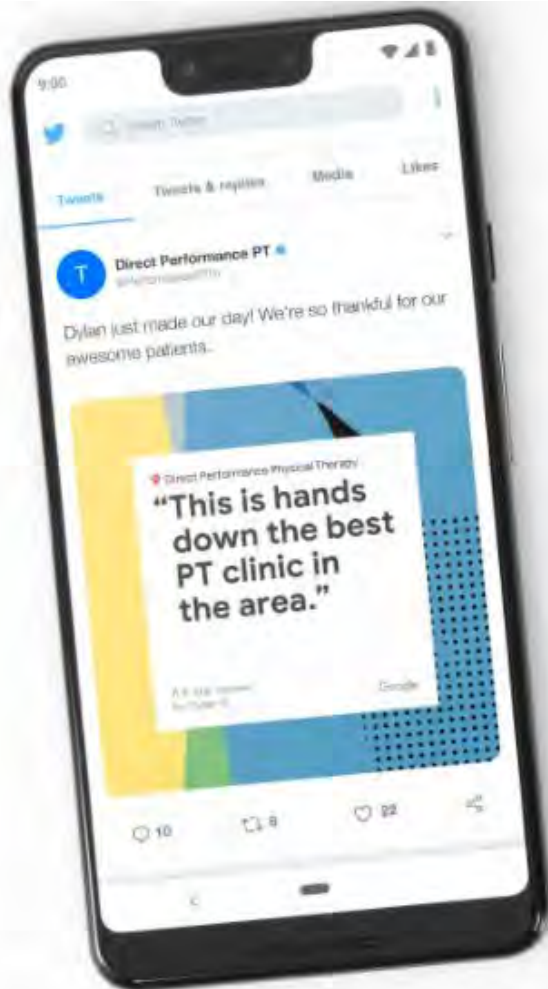 9:00
Tweets
Tweets & replies
Media
Likes
T
Direct Performance PT
Dylan just made our day! We're so thankful for our
awesome patients.
Direct Performance Physical Therapy
“This is hands
down the best
PT clinic in
the area.”
Google
10
8
22